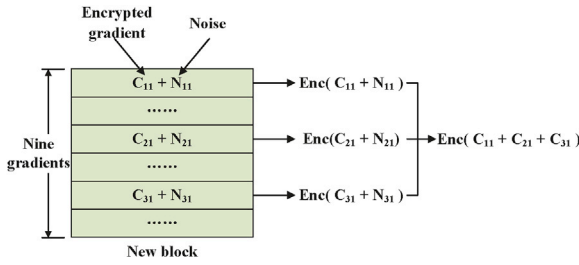 Encrypted
gradient
Noise
C₁₁ + N₁₁
......
C₂₁ + N₂₁
......
C₃₁ + N₃₁
......
Nine
gradients
New block
Enc( C₁₁ + N₁₁ )
Enc(C₂₁ + N₂₁)
Enc( C₃₁ + N₃₁ )
Enc( C₁₁ + C₂₁ + C₃₁ )